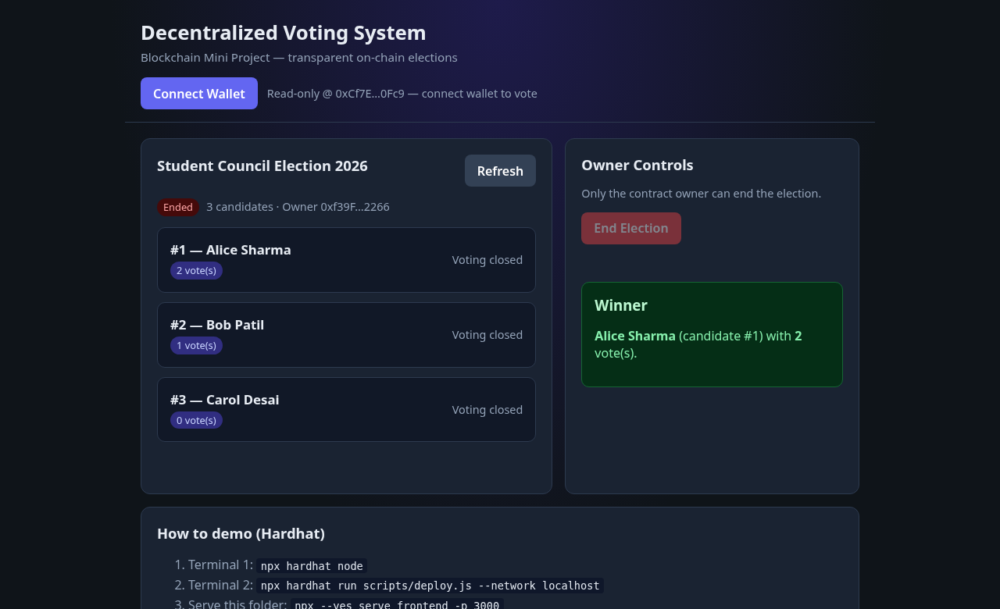 Decentralized Voting System
Blockchain Mini Project — transparent on-chain elections
Connect Wallet
Read-only @ 0xCf7E…0Fc9 — connect wallet to vote
Student Council Election 2026
Refresh
Ended
3 candidates · Owner 0xf39F…2266
#1 — Alice Sharma
2 vote(s)
Voting closed
#2 — Bob Patil
1 vote(s)
Voting closed
#3 — Carol Desai
0 vote(s)
Voting closed
Owner Controls
Only the contract owner can end the election.
End Election
Winner
Alice Sharma (candidate #1) with 2
vote(s).
How to demo (Hardhat)
1. Terminal 1: npx hardhat node
2. Terminal 2: npx hardhat run scripts/deploy.js --network localhost
3. Serve this folder: npx --yes serve frontend -p 3000